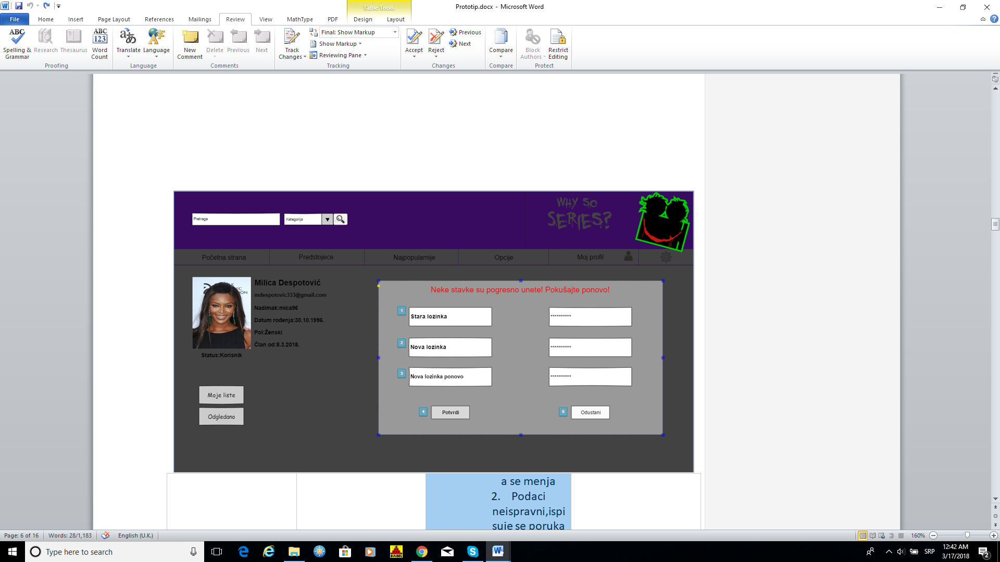 Table Tools
Prototip.docx - Microsoft Word
File Home Insert Page Layout References Mailings Review View MathType PDF Design Layout
Spelling & Grammar
Research
Thesaurus
Word Count
Proofing
Translate
Language
Language
New Comment
Delete
Previous
Next
Comments
Track Changes
Final: Show Markup
Show Markup
Reviewing Pane
Tracking
Accept
Reject
Previous
Next
Changes
Compare
Compare
Block Authors
Restrict Editing
Protect
Pretraga
Kategorija
WHY SO
SERIES?
Početna strana
Predstojece
Najpopularnije
Opcije
Moj profil
Milica Despotović
mdespotovic333@gmail.com
Nadimak:mica96
Datum rođenja:30.10.1996.
Pol:Ženski
Član od:8.3.2018.
Status:Korisnik
Moje liste
Odgledano
Neke stavke su pogresno unete! Pokušajte ponovo!
1 Stara lozinka **********
2 Nova lozinka **********
3 Nova lozinka ponovo **********
4 Potvrdi
5 Odustani
a se menja
2. Podaci
neispravni,ispi
suje se poruka
Page: 6 of 16 Words: 28/1,183 English (U.K.) 160%
Type here to search
BABEL
SRP
12:42 AM
3/17/2018
2